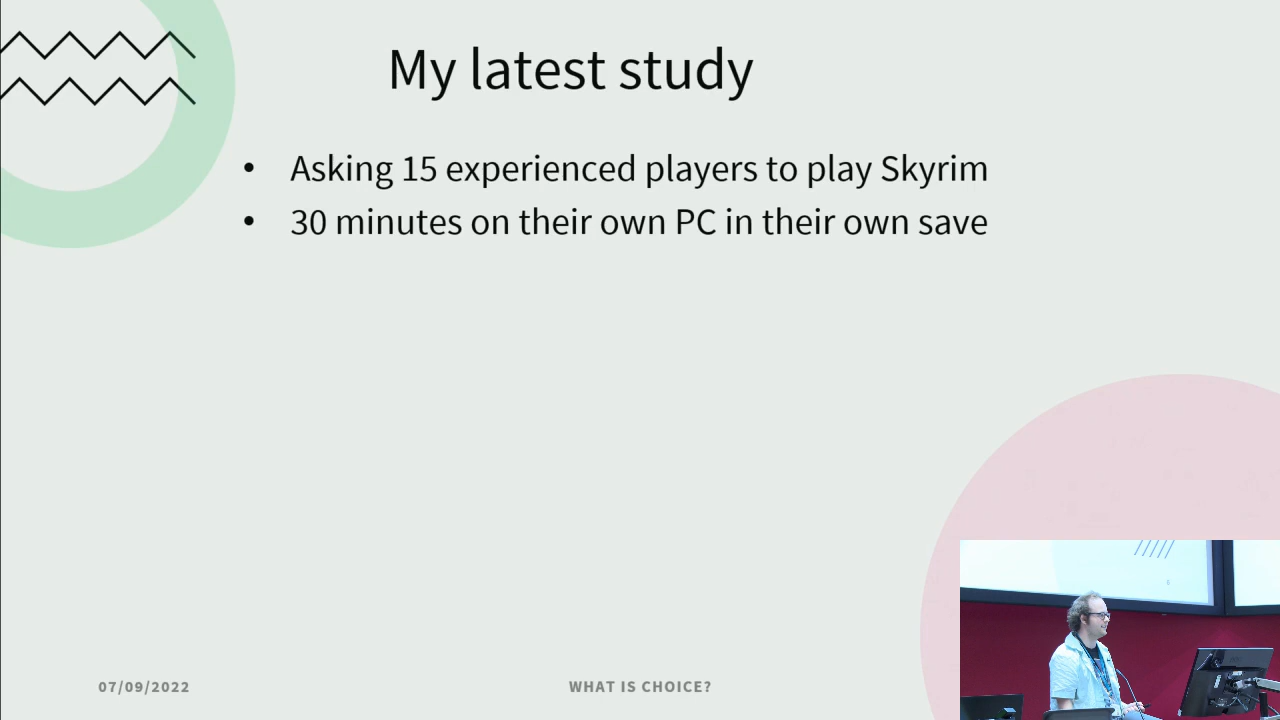 My latest study
• Asking 15 experienced players to play Skyrim
• 30 minutes on their own PC in their own save
07/09/2022
WHAT IS CHOICE?